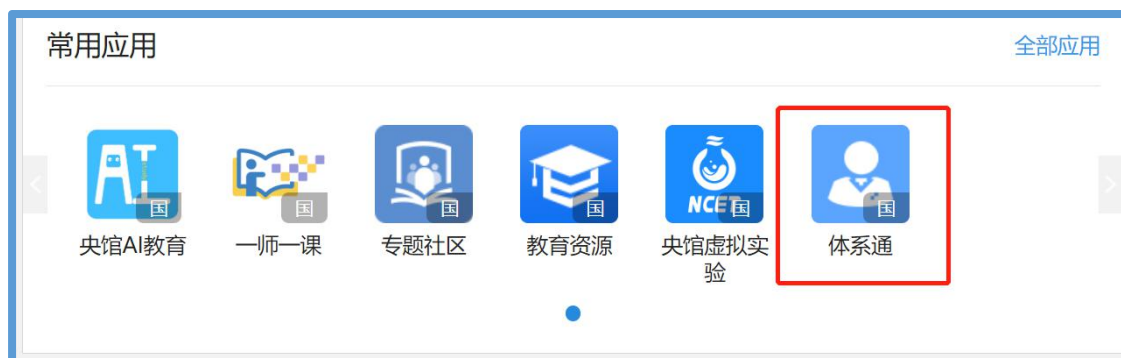 常用应用
全部应用
AI
国
国
国
国
NCET
国
国
央馆AI教育
一师一课
专题社区
教育资源
央馆虚拟实
验
体系通